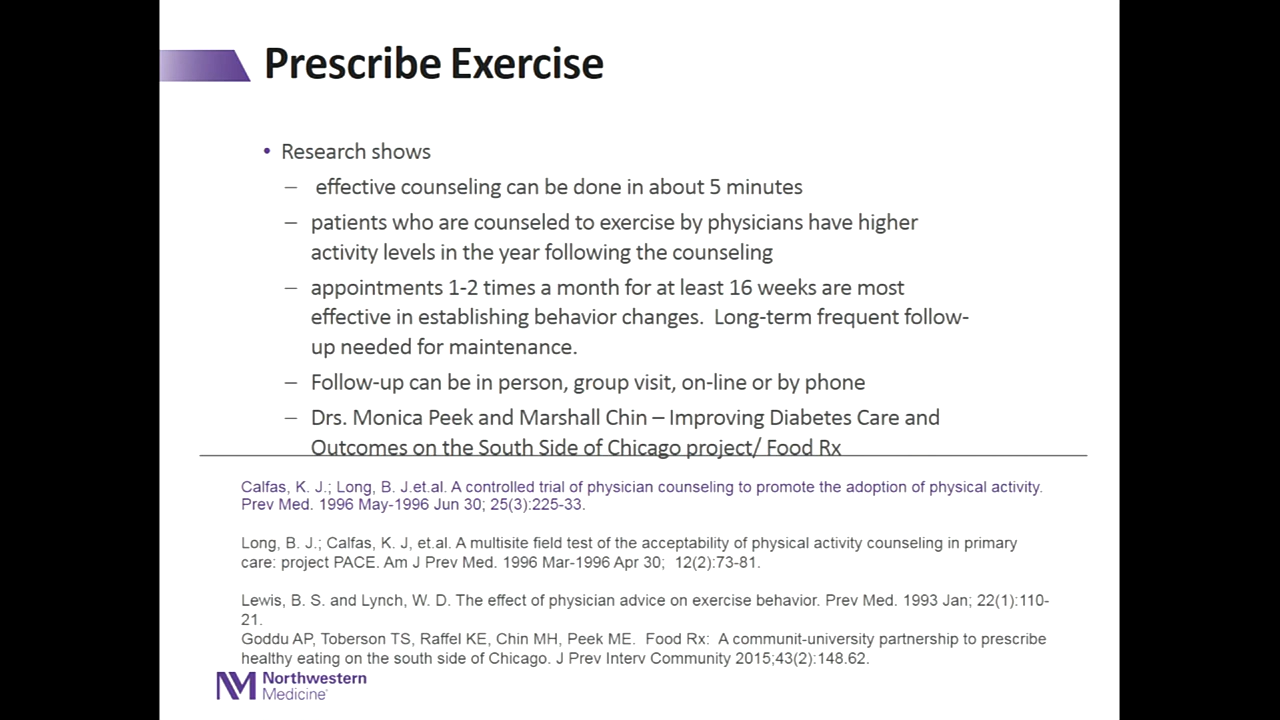 Prescribe Exercise
• Research shows
– effective counseling can be done in about 5 minutes
– patients who are counseled to exercise by physicians have higher
activity levels in the year following the counseling
– appointments 1-2 times a month for at least 16 weeks are most
effective in establishing behavior changes.  Long-term frequent follow-
up needed for maintenance.
– Follow-up can be in person, group visit, on-line or by phone
– Drs. Monica Peek and Marshall Chin – Improving Diabetes Care and
Outcomes on the South Side of Chicago project/ Food Rx
Calfas, K. J.; Long, B. J.et.al. A controlled trial of physician counseling to promote the adoption of physical activity.
Prev Med. 1996 May-1996 Jun 30; 25(3):225-33.
Long, B. J.; Calfas, K. J, et.al. A multisite field test of the acceptability of physical activity counseling in primary
care: project PACE. Am J Prev Med. 1996 Mar-1996 Apr 30;  12(2):73-81.
Lewis, B. S. and Lynch, W. D. The effect of physician advice on exercise behavior. Prev Med. 1993 Jan; 22(1):110-
21.
Goddu AP, Toberson TS, Raffel KE, Chin MH, Peek ME.  Food Rx:  A communit-university partnership to prescribe
healthy eating on the south side of Chicago. J Prev Interv Community 2015;43(2):148.62.
NM Northwestern
Medicine